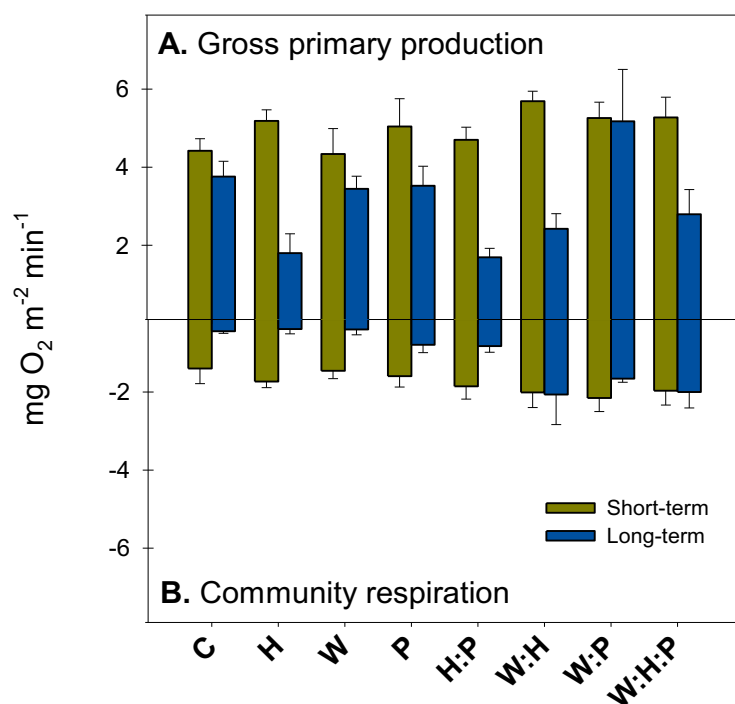 A. Gross primary production
6
4
2
-2
-4
-6
mg O₂ m⁻² min⁻¹
Short-term
Long-term
B. Community respiration
C H W P H:P W:H W:P W:H:P